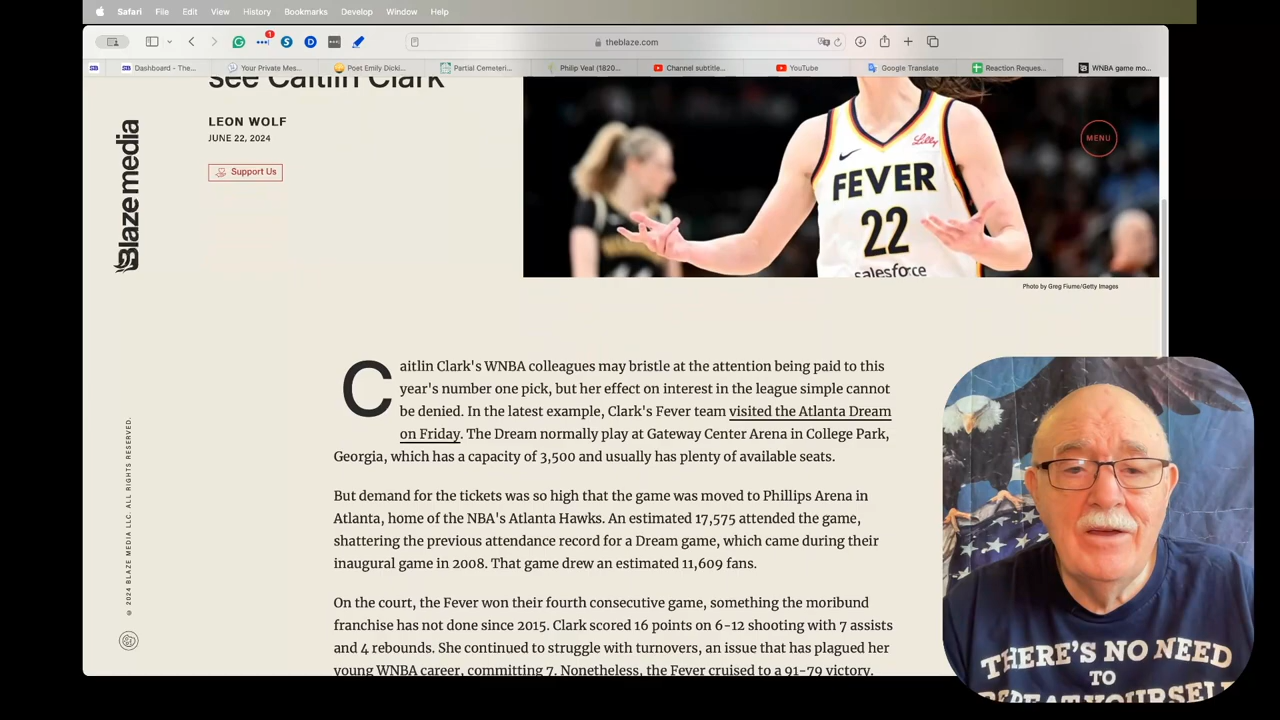 Safari File Edit View History Bookmarks Develop Window Help
1
theblaze.com
SB Dashboard - The... Your Private Mes... Poet Emily Dicki... Partial Cemeteri... Philip Veal (1820... Channel subtitle... YouTube Google Translate Reaction Reques... WNBA game mo...
see Caitlin Clark
LEON WOLF
JUNE 22, 2024
Support Us
Blaze media
MENU
Lilly
FEVER
22
salesforce
Photo by Greg Fiume/Getty Images
Caitlin Clark's WNBA colleagues may bristle at the attention being paid to this
year's number one pick, but her effect on interest in the league simple cannot
be denied. In the latest example, Clark's Fever team visited the Atlanta Dream
on Friday. The Dream normally play at Gateway Center Arena in College Park,
Georgia, which has a capacity of 3,500 and usually has plenty of available seats.
But demand for the tickets was so high that the game was moved to Phillips Arena in
Atlanta, home of the NBA's Atlanta Hawks. An estimated 17,575 attended the game,
shattering the previous attendance record for a Dream game, which came during their
inaugural game in 2008. That game drew an estimated 11,609 fans.
On the court, the Fever won their fourth consecutive game, something the moribund
franchise has not done since 2015. Clark scored 16 points on 6-12 shooting with 7 assists
and 4 rebounds. She continued to struggle with turnovers, an issue that has plagued her
young WNBA career, committing 7. Nonetheless, the Fever cruised to a 91-79 victory.
© 2024 BLAZE MEDIA LLC. ALL RIGHTS RESERVED.
THERE'S NO NEED
TO
REPEAT YOURSELF